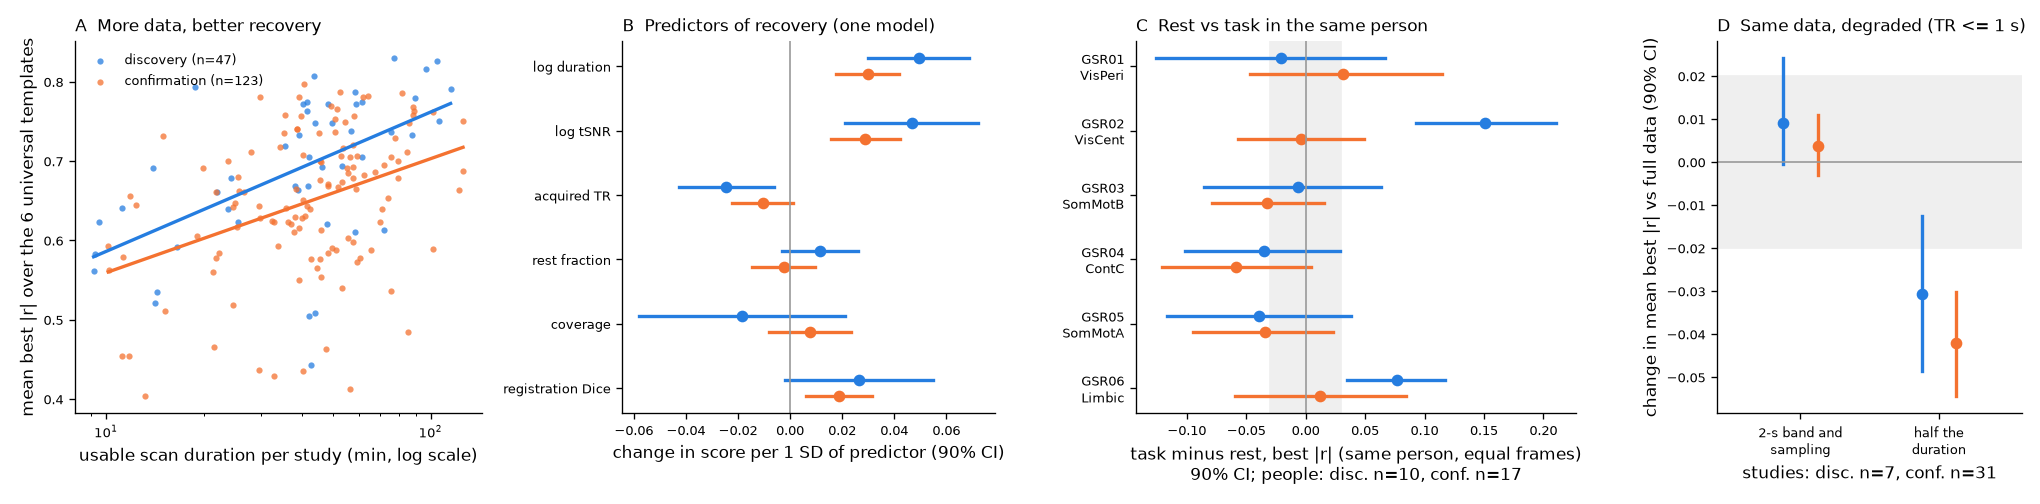 A  More data, better recovery
discovery (n=47)
confirmation (n=123)
mean best |r| over the 6 universal templates
0.8
0.7
0.6
0.5
0.4
10¹
10²
usable scan duration per study (min, log scale)
B  Predictors of recovery (one model)
log duration
log tSNR
acquired TR
rest fraction
coverage
registration Dice
−0.06
−0.04
−0.02
0.00
0.02
0.04
0.06
change in score per 1 SD of predictor (90% CI)
C  Rest vs task in the same person
GSR01
VisPeri
GSR02
VisCent
GSR03
SomMotB
GSR04
ContC
GSR05
SomMotA
GSR06
Limbic
−0.10
−0.05
0.00
0.05
0.10
0.15
0.20
task minus rest, best |r| (same person, equal frames)
90% CI; people: disc. n=10, conf. n=17
D  Same data, degraded (TR <= 1 s)
change in mean best |r| vs full data (90% CI)
0.02
0.01
0.00
−0.01
−0.02
−0.03
−0.04
−0.05
2-s band and
sampling
half the
duration
studies: disc. n=7, conf. n=31